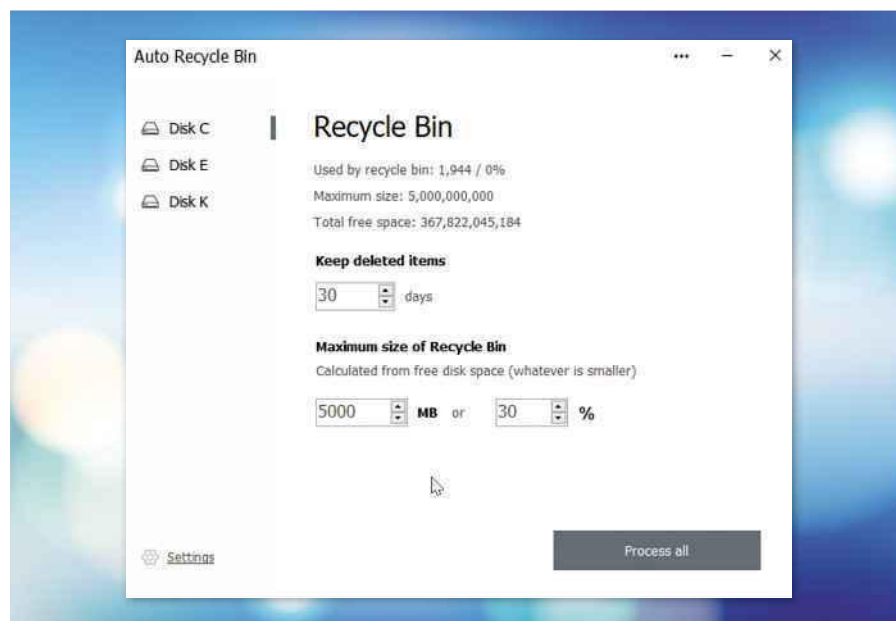 Auto Recycle Bin
Disk C
Disk E
Disk K
Settings
Recycle Bin
Used by recycle bin: 1,944 / 0%
Maximum size: 5,000,000,000
Total free space: 367,822,045,184
Keep deleted items
30 days
Maximum size of Recycle Bin
Calculated from free disk space (whatever is smaller)
5000 MB or 30 %
Process all